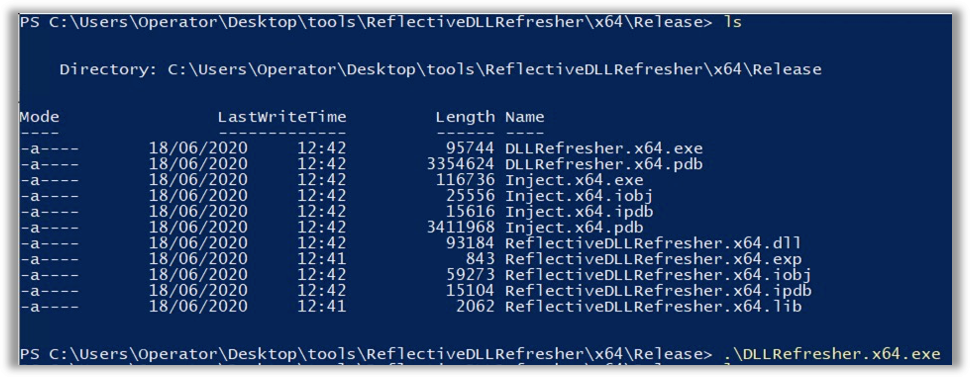 PS C:\Users\Operator\Desktop\tools\ReflectiveDLLRefresher\x64\Release> ls
Directory: C:\Users\Operator\Desktop\tools\ReflectiveDLLRefresher\x64\Release
Mode LastWriteTime Length Name
---- ------------- ------ ----
-a---- 18/06/2020 12:42 95744 DLLRefresher.x64.exe
-a---- 18/06/2020 12:42 3354624 DLLRefresher.x64.pdb
-a---- 18/06/2020 12:42 116736 Inject.x64.exe
-a---- 18/06/2020 12:42 25556 Inject.x64.iobj
-a---- 18/06/2020 12:42 15616 Inject.x64.ipdb
-a---- 18/06/2020 12:42 3411968 Inject.x64.pdb
-a---- 18/06/2020 12:42 93184 ReflectiveDLLRefresher.x64.dll
-a---- 18/06/2020 12:41 843 ReflectiveDLLRefresher.x64.exp
-a---- 18/06/2020 12:42 59273 ReflectiveDLLRefresher.x64.iobj
-a---- 18/06/2020 12:42 15104 ReflectiveDLLRefresher.x64.ipdb
-a---- 18/06/2020 12:41 2062 ReflectiveDLLRefresher.x64.lib
PS C:\Users\Operator\Desktop\tools\ReflectiveDLLRefresher\x64\Release> .\DLLRefresher.x64.exe